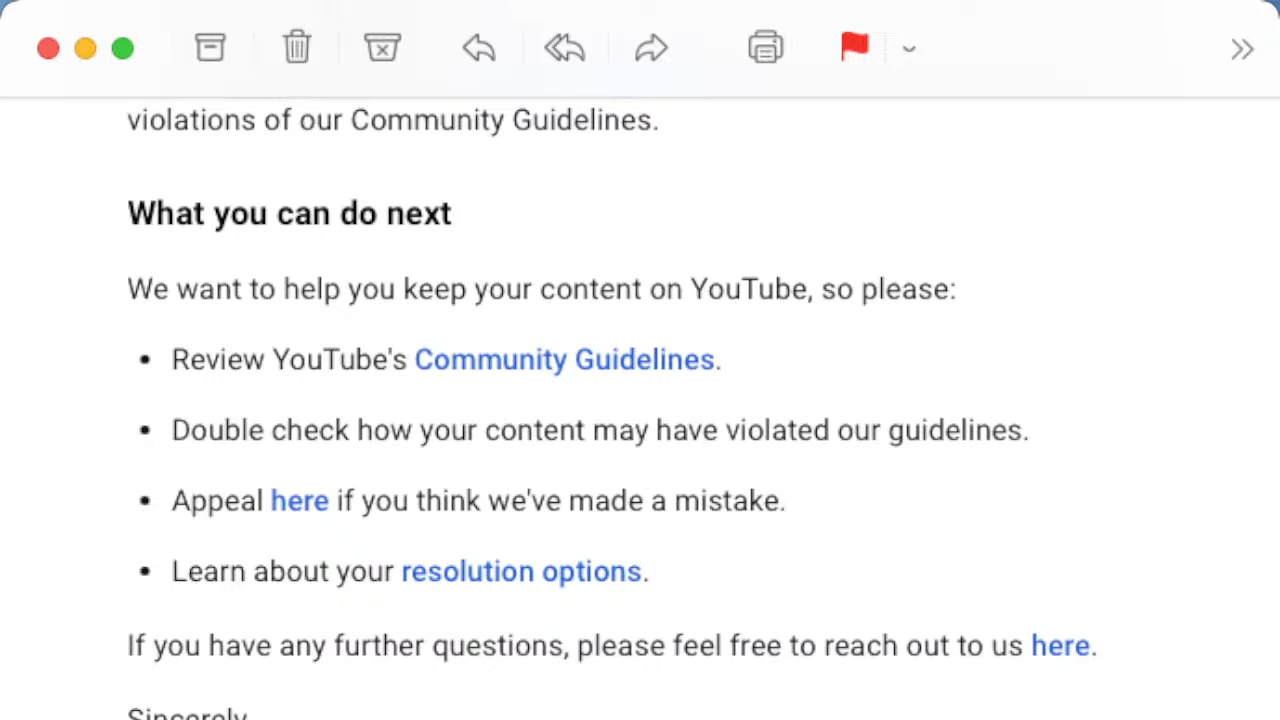 violations of our Community Guidelines.
What you can do next
We want to help you keep your content on YouTube, so please:
• Review YouTube's Community Guidelines.
• Double check how your content may have violated our guidelines.
• Appeal here if you think we've made a mistake.
• Learn about your resolution options.
If you have any further questions, please feel free to reach out to us here.
Sincerely